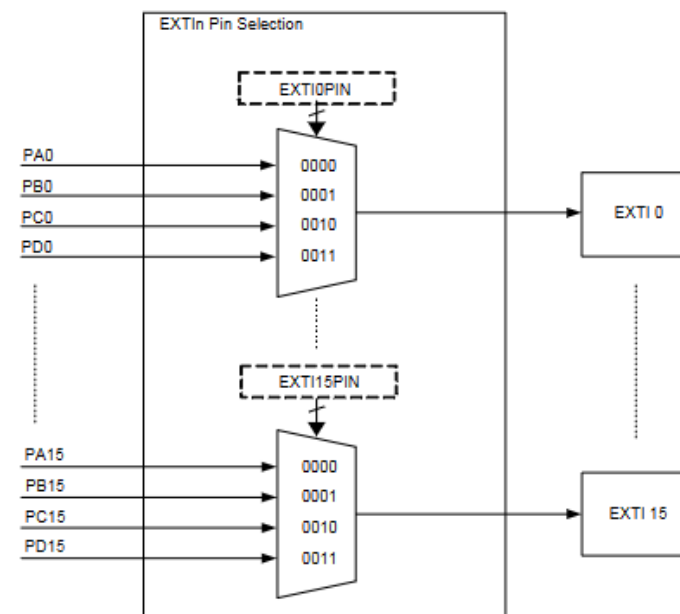 EXTIn Pin Selection
EXTI0PIN
PA0
PB0
PC0
PD0
0000
0001
0010
0011
EXTI 0
EXTI15PIN
PA15
PB15
PC15
PD15
0000
0001
0010
0011
EXTI 15